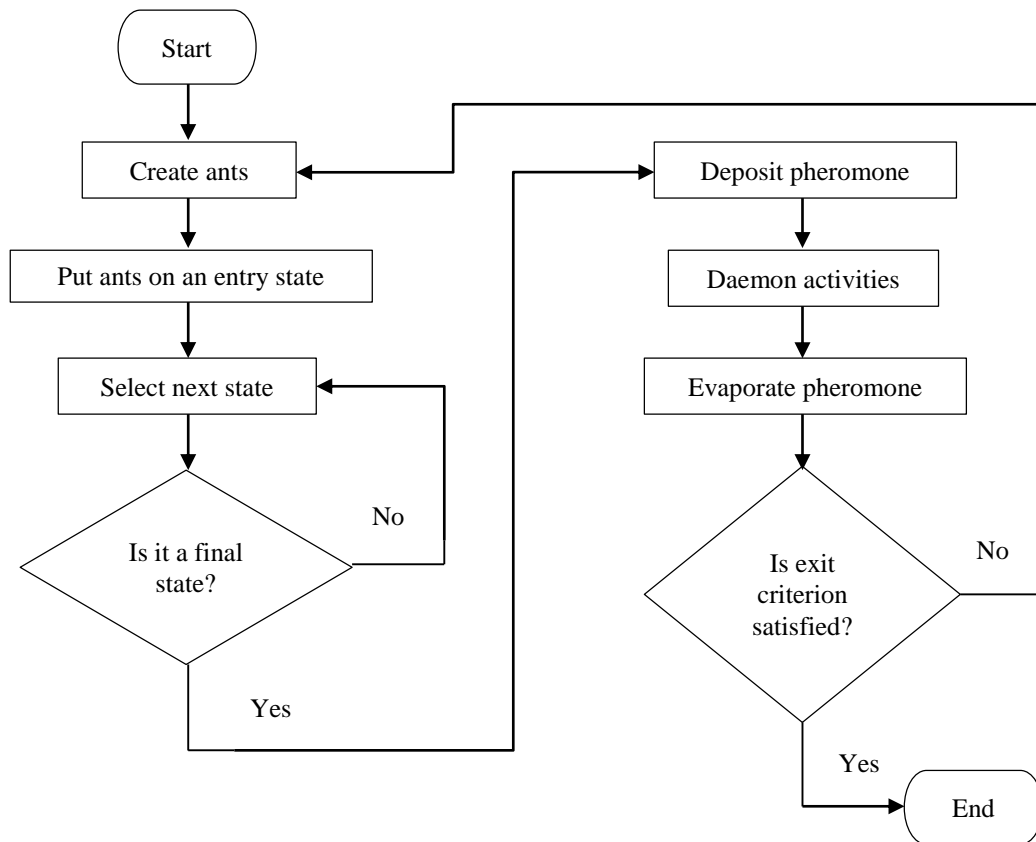 Start
Create ants
Put ants on an entry state
Select next state
No
Is it a final
state?
Yes
Deposit pheromone
Daemon activities
Evaporate pheromone
No
Is exit
criterion
satisfied?
Yes
End